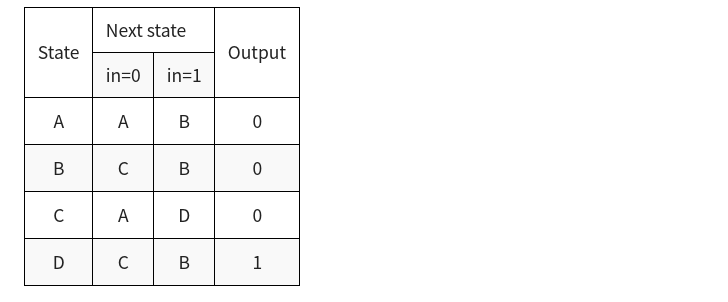 Next state
State Output
in=0 in=1
A A B 0
B C B 0
C A D 0
D C B 1